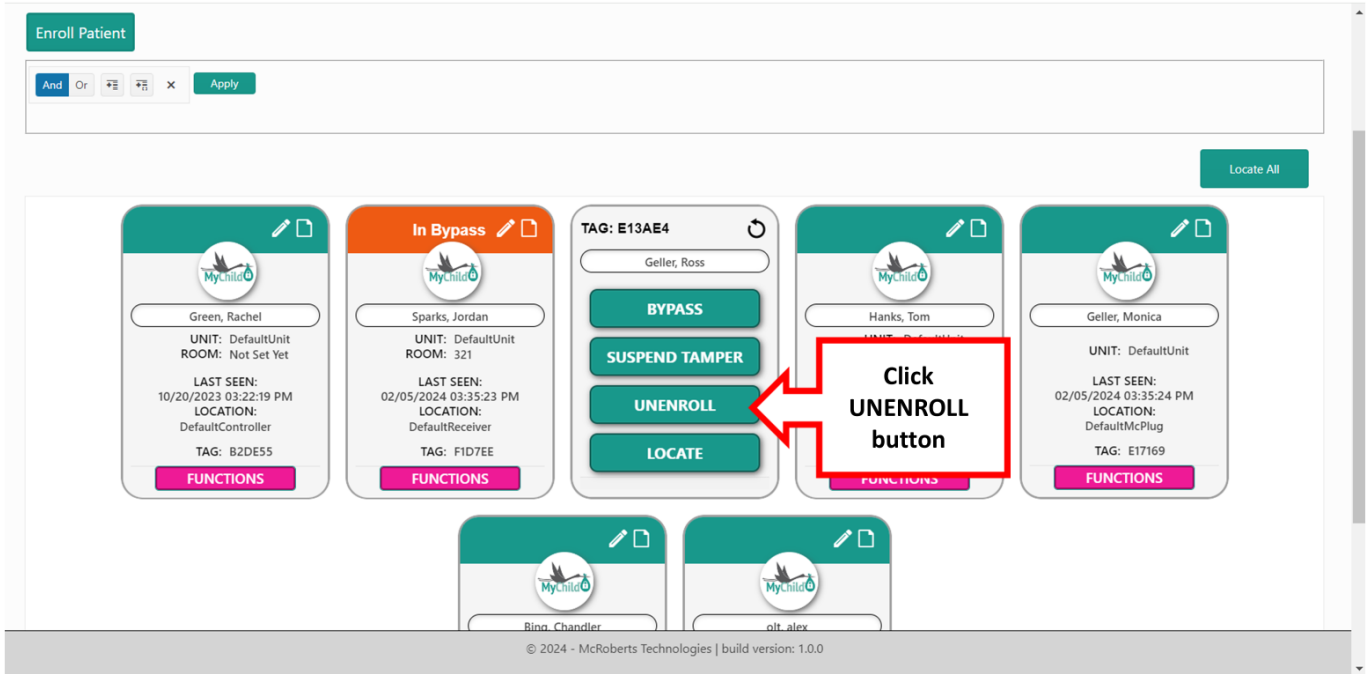 Enroll Patient
And Or Apply
Locate All
MyChild
Green, Rachel
UNIT: DefaultUnit
ROOM: Not Set Yet
LAST SEEN:
10/20/2023 03:22:19 PM
LOCATION:
DefaultController
TAG: B2DE55
FUNCTIONS
In Bypass
MyChild
Sparks, Jordan
UNIT: DefaultUnit
ROOM: 321
LAST SEEN:
02/05/2024 03:35:23 PM
LOCATION:
DefaultReceiver
TAG: F1D7EE
FUNCTIONS
TAG: E13AE4
Geller, Ross
BYPASS
SUSPEND TAMPER
UNENROLL
LOCATE
MyChild
Hanks, Tom
UNIT: DefaultUnit
Click
UNENROLL
button
FUNCTIONS
MyChild
Geller, Monica
UNIT: DefaultUnit
LAST SEEN:
02/05/2024 03:35:24 PM
LOCATION:
DefaultMcPlug
TAG: E17169
FUNCTIONS
MyChild
Bing, Chandler
MyChild
olt, alex
© 2024 - McRoberts Technologies | build version: 1.0.0